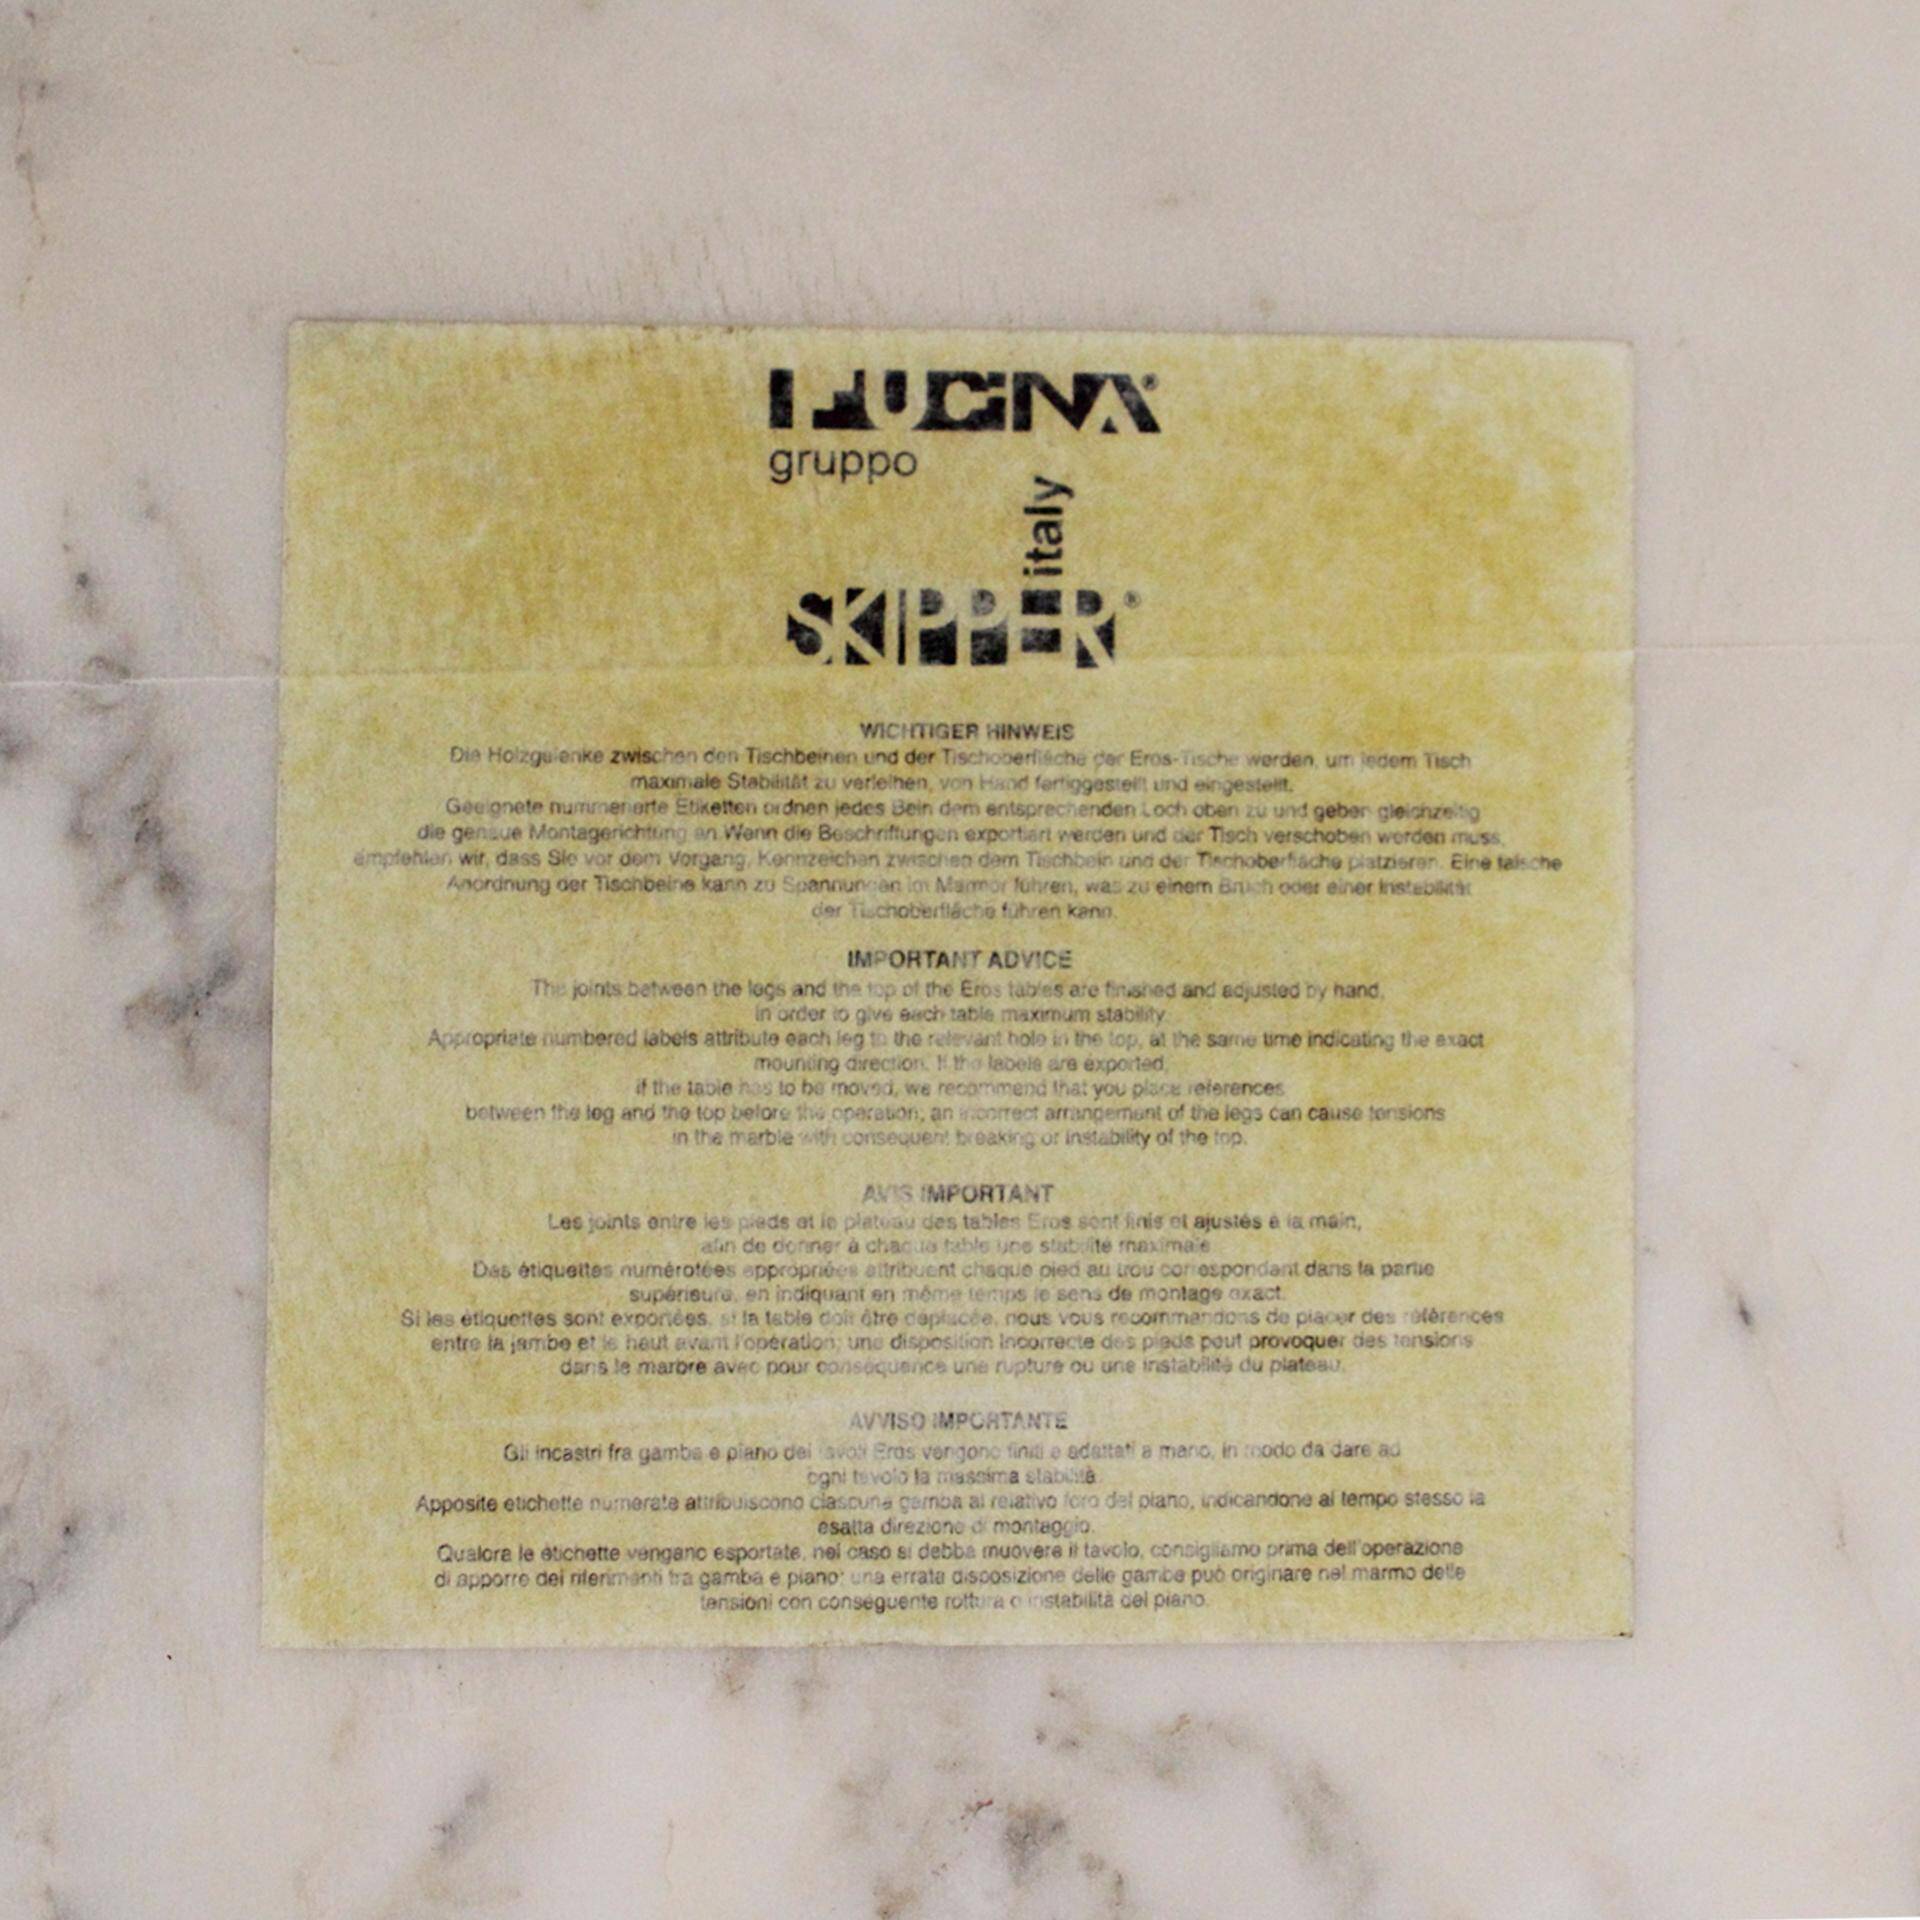 gruppo
italy
SKIPPER®
WICHTIGER HINWEIS
Die Holzgelenke zwischen den Tischbeinen und der Tischoberfläche der Eros-Tische werden, um jedem Tisch
maximale Stabilität zu verleihen, von Hand fertiggestellt und eingestellt.
Geeignete nummerierte Etiketten ordnen jedes Bein dem entsprechenden Loch oben zu und geben gleichzeitig
die genaue Montagerichtung an Wenn die Beschriftungen exportiert werden und der Tisch verschoben werden muss,
empfehlen wir, dass Sie vor dem Vorgang, Kennzeichen zwischen dem Tischbein und der Tischoberfläche platzieren. Eine falsche
Anordnung der Tischbeine kann zu Spannungen im Marmor führen, was zu einem Bruch oder einer Instabilität
der Tischoberfläche führen kann.
IMPORTANT ADVICE
The joints between the legs and the top of the Eros tables are finished and adjusted by hand,
in order to give each table maximum stability
Appropriate numbered labels attribute each leg to the relevant hole in the top, at the same time indicating the exact
mounting direction. If the labels are exported,
if the table has to be moved, we recommend that you place references
between the leg and the top before the operation; an incorrect arrangement of the legs can cause tensions
in the marble with consequent breaking or instability of the top.
AVIS IMPORTANT
Les joints entre les pieds et le plateau des tables Eros sont finis et ajustés à la main,
afin de donner à chaque table une stabilité maximale
Des étiquettes numérotées appropriées attribuent chaque pied au trou correspondant dans la partie
supérieure, en indiquant en même temps le sens de montage exact.
Si les étiquettes sont exportées, si la table doit être déplacée, nous vous recommandons de placer des références
entre la jambe et le haut avant l'opération; une disposition incorrecte des pieds peut provoquer des tensions
dans le marbre avec pour conséquence une rupture ou une instabilité du plateau.
AVVISO IMPORTANTE
Gli incastri fra gamba e piano dei tavoli Eros vengono finiti e adattati a mano, in modo da dare ad
ogni tavolo la massima stabilità.
Apposite etichette numerate attribuiscono ciascuna gamba al relativo foro del piano, indicandone al tempo stesso la
esatta direzione di montaggio.
Qualora le etichette vengano esportate, nel caso si debba muovere il tavolo, consigliamo prima dell'operazione
di apporre dei riferimenti fra gamba e piano; una errata disposizione delle gambe può originare nel marmo delle
tensioni con conseguente rottura o instabilità del piano.